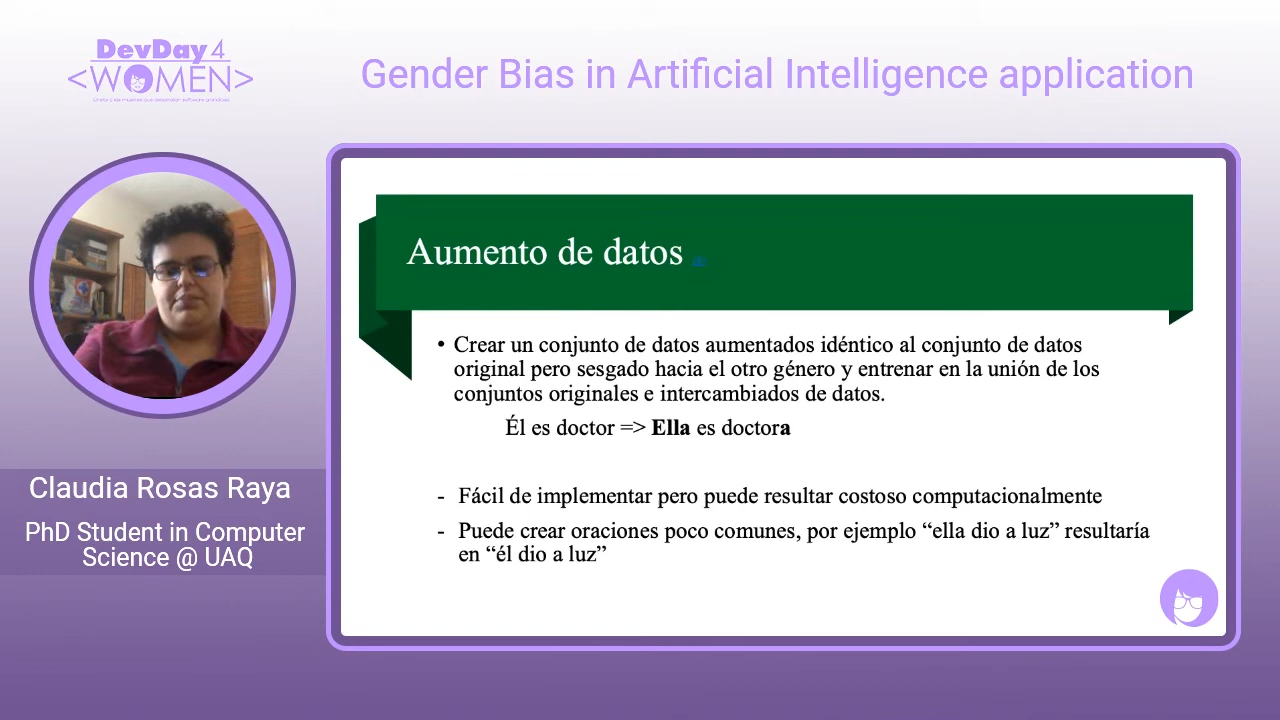 DevDay 4
<WOMEN>
Gender Bias in Artificial Intelligence application
Aumento de datos
• Crear un conjunto de datos aumentados idéntico al conjunto de datos
original pero sesgado hacia el otro género y entrenar en la unión de los
conjuntos originales e intercambiados de datos.
Él es doctor => Ella es doctora
- Fácil de implementar pero puede resultar costoso computacionalmente
- Puede crear oraciones poco comunes, por ejemplo “ella dio a luz” resultaría
en “él dio a luz”
Claudia Rosas Raya
PhD Student in Computer
Science @ UAQ